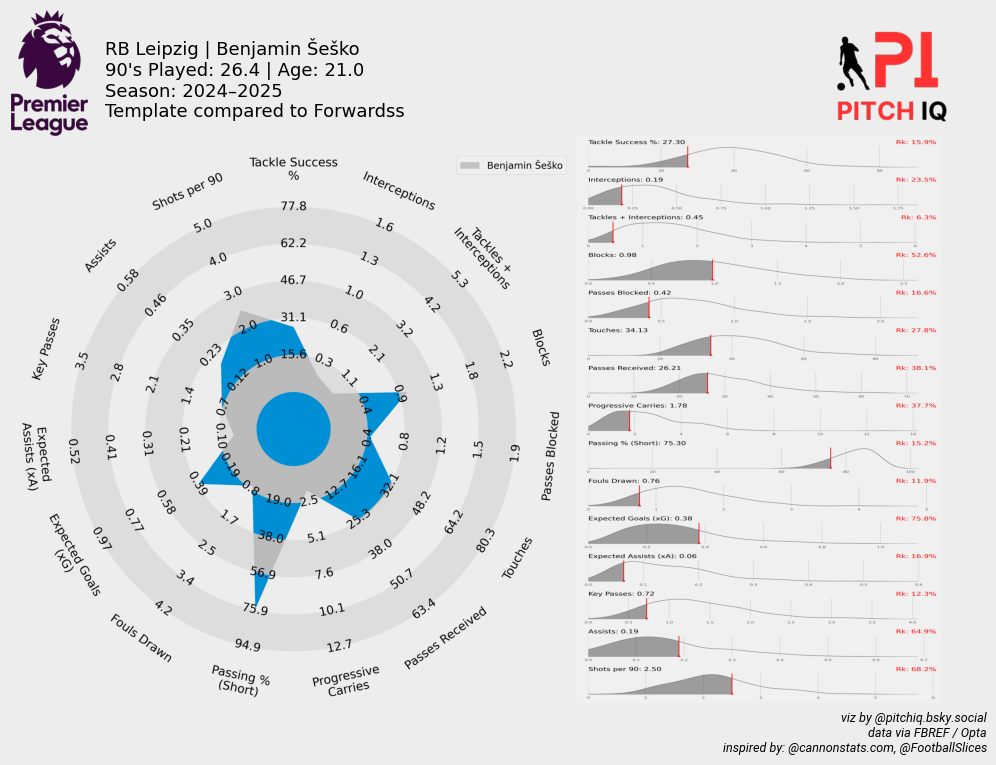 Premier
League
RB Leipzig | Benjamin Šeško
90's Played: 26.4 | Age: 21.0
Season: 2024–2025
Template compared to Forwardss
PI
PITCH IQ
Benjamin Šeško
Tackle Success
%
77.8
62.2
46.7
31.1
15.6
Interceptions
1.6
1.3
1.0
0.6
0.3
Tackles +
Interceptions
5.3
4.2
3.2
2.1
1.1
Blocks
2.2
1.8
1.3
0.9
0.4
Passes Blocked
1.9
1.5
1.2
0.8
0.4
Touches
80.3
64.2
48.2
32.1
16.1
Passes Received
63.4
50.7
38.0
25.3
12.7
Progressive
Carries
12.7
10.1
7.6
5.1
2.5
Passing %
(Short)
94.9
75.9
56.9
38.0
19.0
Fouls Drawn
4.2
3.4
2.5
1.7
0.8
Expected Goals
(xG)
0.97
0.77
0.58
0.39
0.19
Expected
Assists (xA)
0.52
0.41
0.31
0.21
0.10
Key Passes
3.5
2.8
2.1
1.4
0.7
Assists
0.58
0.46
0.35
0.23
0.12
Shots per 90
5.0
4.0
3.0
2.0
1.0
Tackle Success %: 27.30 Rk: 15.9%
Interceptions: 0.19 Rk: 23.5%
Tackles + Interceptions: 0.45 Rk: 6.3%
Blocks: 0.98 Rk: 52.6%
Passes Blocked: 0.42 Rk: 16.6%
Touches: 34.13 Rk: 27.8%
Passes Received: 26.21 Rk: 38.1%
Progressive Carries: 1.78 Rk: 37.7%
Passing % (Short): 75.30 Rk: 15.2%
Fouls Drawn: 0.76 Rk: 11.9%
Expected Goals (xG): 0.38 Rk: 75.8%
Expected Assists (xA): 0.06 Rk: 16.9%
Key Passes: 0.72 Rk: 12.3%
Assists: 0.19 Rk: 64.9%
Shots per 90: 2.50 Rk: 68.2%
viz by @pitchiq.bsky.social
data via FBREF / Opta
inspired by: @cannonstats.com, @FootballSlices